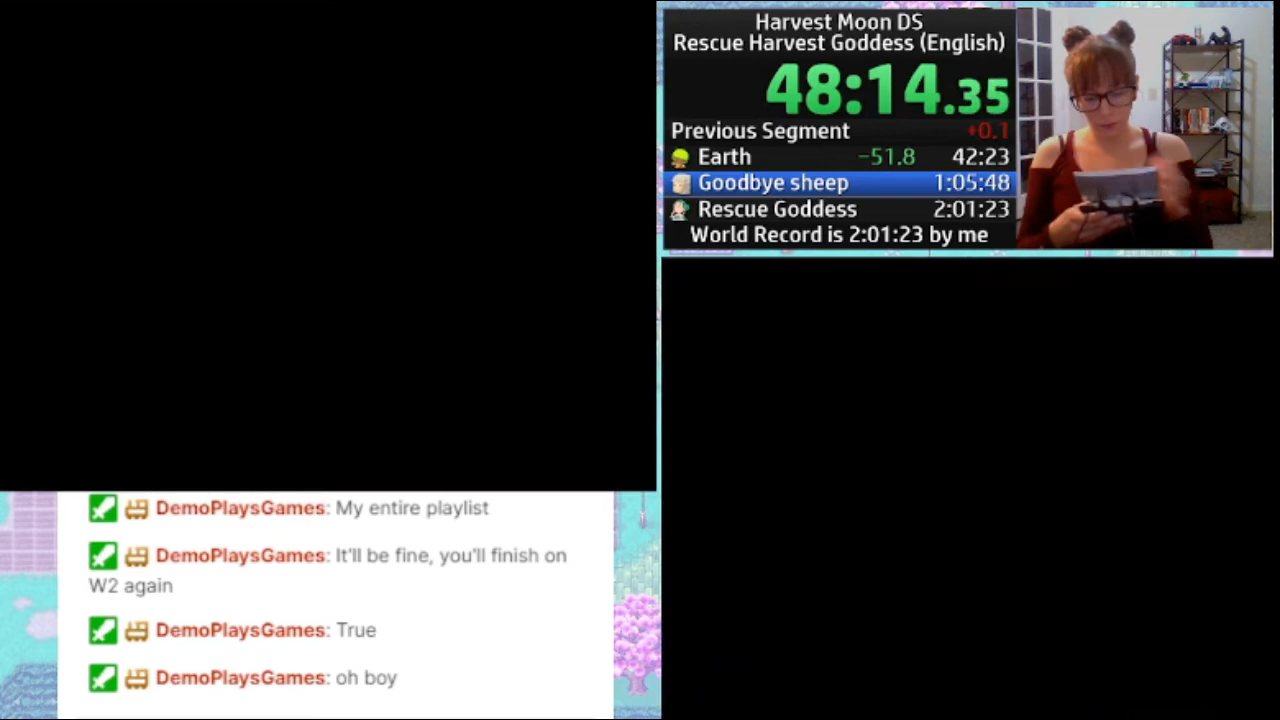 Harvest Moon DS
Rescue Harvest Goddess (English)
48:14.35
Previous Segment +0.1
Earth -51.8 42:23
Goodbye sheep 1:05:48
Rescue Goddess 2:01:23
World Record is 2:01:23 by me
DemoPlaysGames: My entire playlist
DemoPlaysGames: It'll be fine, you'll finish on
W2 again
DemoPlaysGames: True
DemoPlaysGames: oh boy